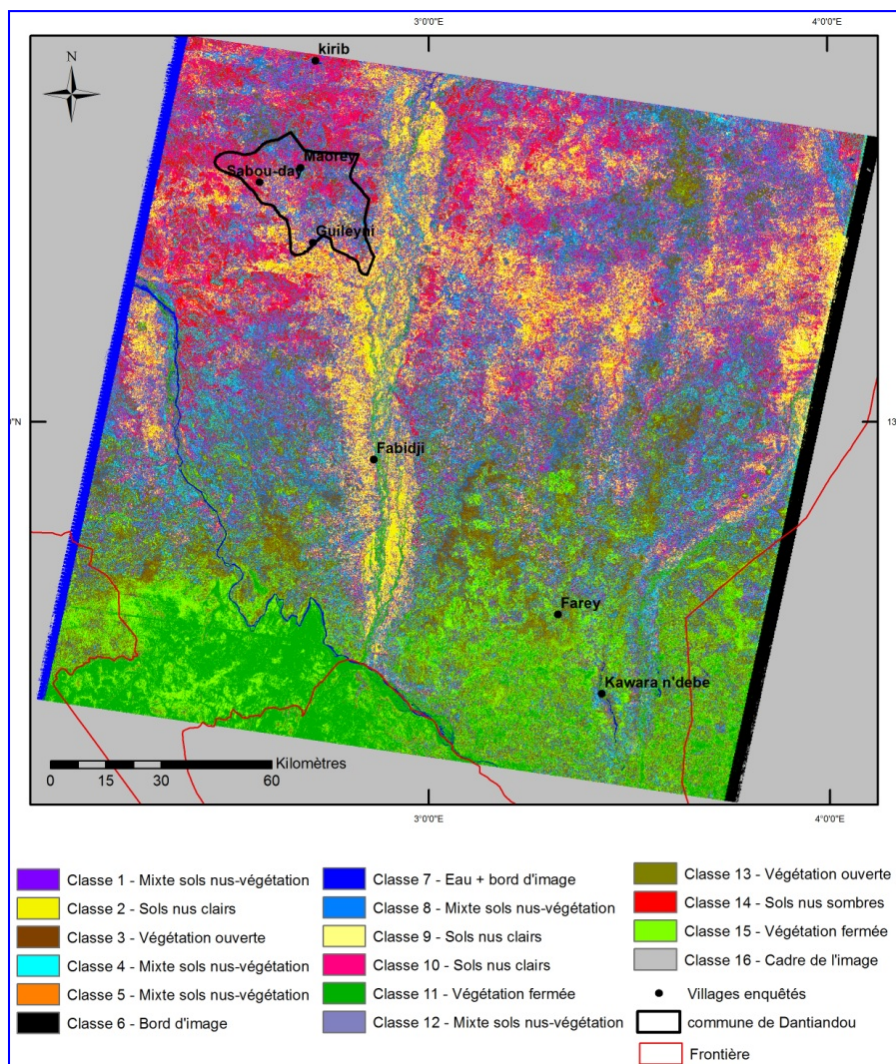 3°0'0"E
4°0'0"E
N
kirib
Maorey
Sabou-day
Guileyni
0"N
13
Fabidji
Farey
Kawara n'debe
Kilomètres
0 15 30 60
3°0'0"E
4°0'0"E
Classe 1 - Mixte sols nus-végétation
Classe 2 - Sols nus clairs
Classe 3 - Végétation ouverte
Classe 4 - Mixte sols nus-végétation
Classe 5 - Mixte sols nus-végétation
Classe 6 - Bord d'image
Classe 7 - Eau + bord d'image
Classe 8 - Mixte sols nus-végétation
Classe 9 - Sols nus clairs
Classe 10 - Sols nus clairs
Classe 11 - Végétation fermée
Classe 12 - Mixte sols nus-végétation
Classe 13 - Végétation ouverte
Classe 14 - Sols nus sombres
Classe 15 - Végétation fermée
Classe 16 - Cadre de l'image
Villages enquêtés
commune de Dantiandou
Frontière